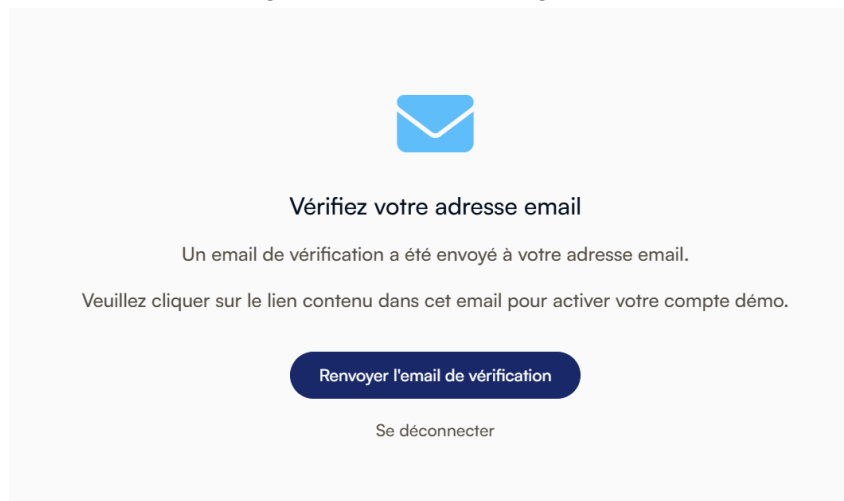 Vérifiez votre adresse email
Un email de vérification a été envoyé à votre adresse email.
Veuillez cliquer sur le lien contenu dans cet email pour activer votre compte démo.
Renvoyer l'email de vérification
Se déconnecter